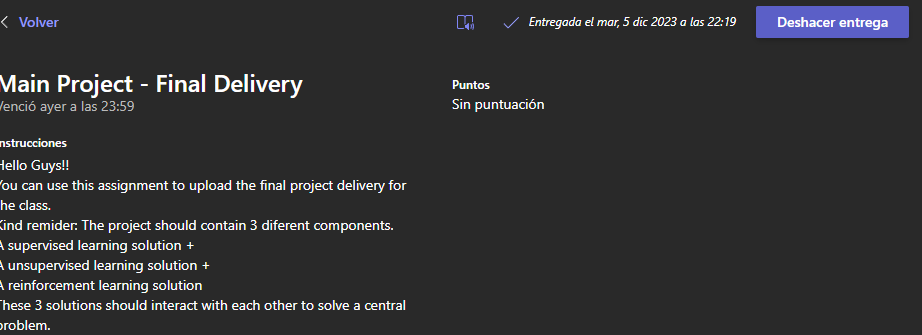 Volver
Entregada el mar, 5 dic 2023 a las 22:19
Deshacer entrega
Main Project - Final Delivery
Venció ayer a las 23:59
Puntos
Sin puntuación
Instrucciones
Hello Guys!!
You can use this assignment to upload the final project delivery for
the class.
Kind remider: The project should contain 3 diferent components.
A supervised learning solution +
A unsupervised learning solution +
A reinforcement learning solution
These 3 solutions should interact with each other to solve a central
problem.